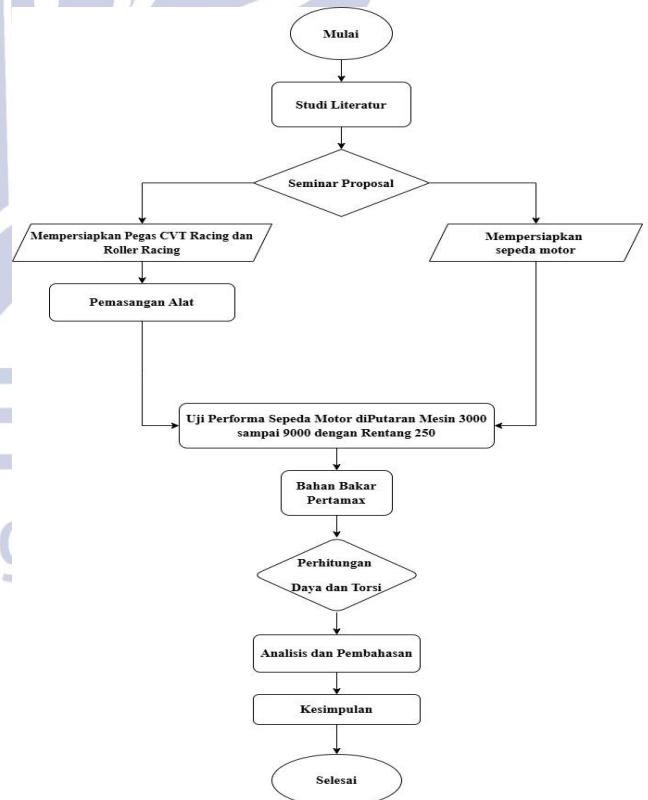 Mulai
Studi Literatur
Seminar Proposal
Mempersiapkan Pegas CVT Racing dan
Roller Racing
Mempersiapkan
sepeda motor
Pemasangan Alat
Uji Performa Sepeda Motor diPutaran Mesin 3000
sampai 9000 dengan Rentang 250
Bahan Bakar
Pertamax
Perhitungan
Daya dan Torsi
Analisis dan Pembahasan
Kesimpulan
Selesai